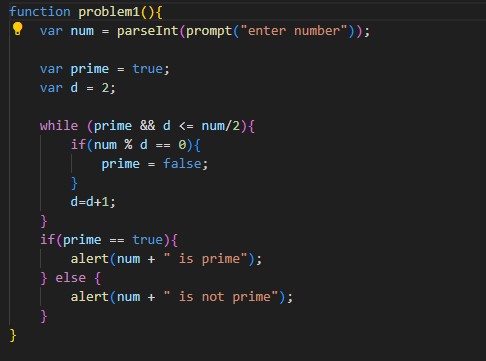 function problem1(){
    var num = parseInt(prompt("enter number"));

    var prime = true;
    var d = 2;

    while (prime && d <= num/2){
        if(num % d == 0){
            prime = false;
        }
        d=d+1;
    }
    if(prime == true){
        alert(num + " is prime");
    } else {
        alert(num + " is not prime");
    }
}